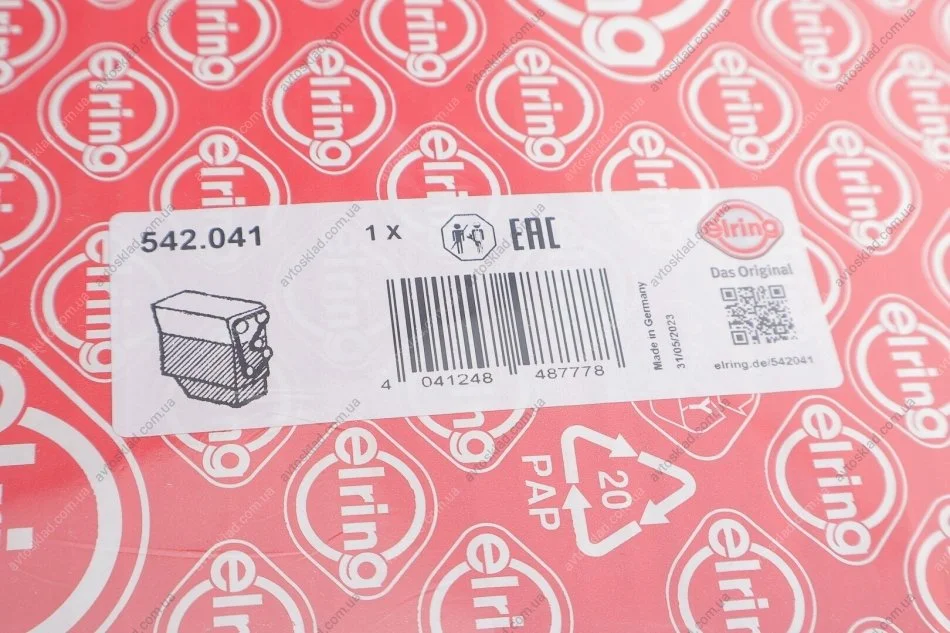 542.041
1 X
EAC
elring
Das Original
4 041248 487778
Made in Germany
31/05/2023
elring.de/542041
20
PAP
elring
avtosklad.com.ua